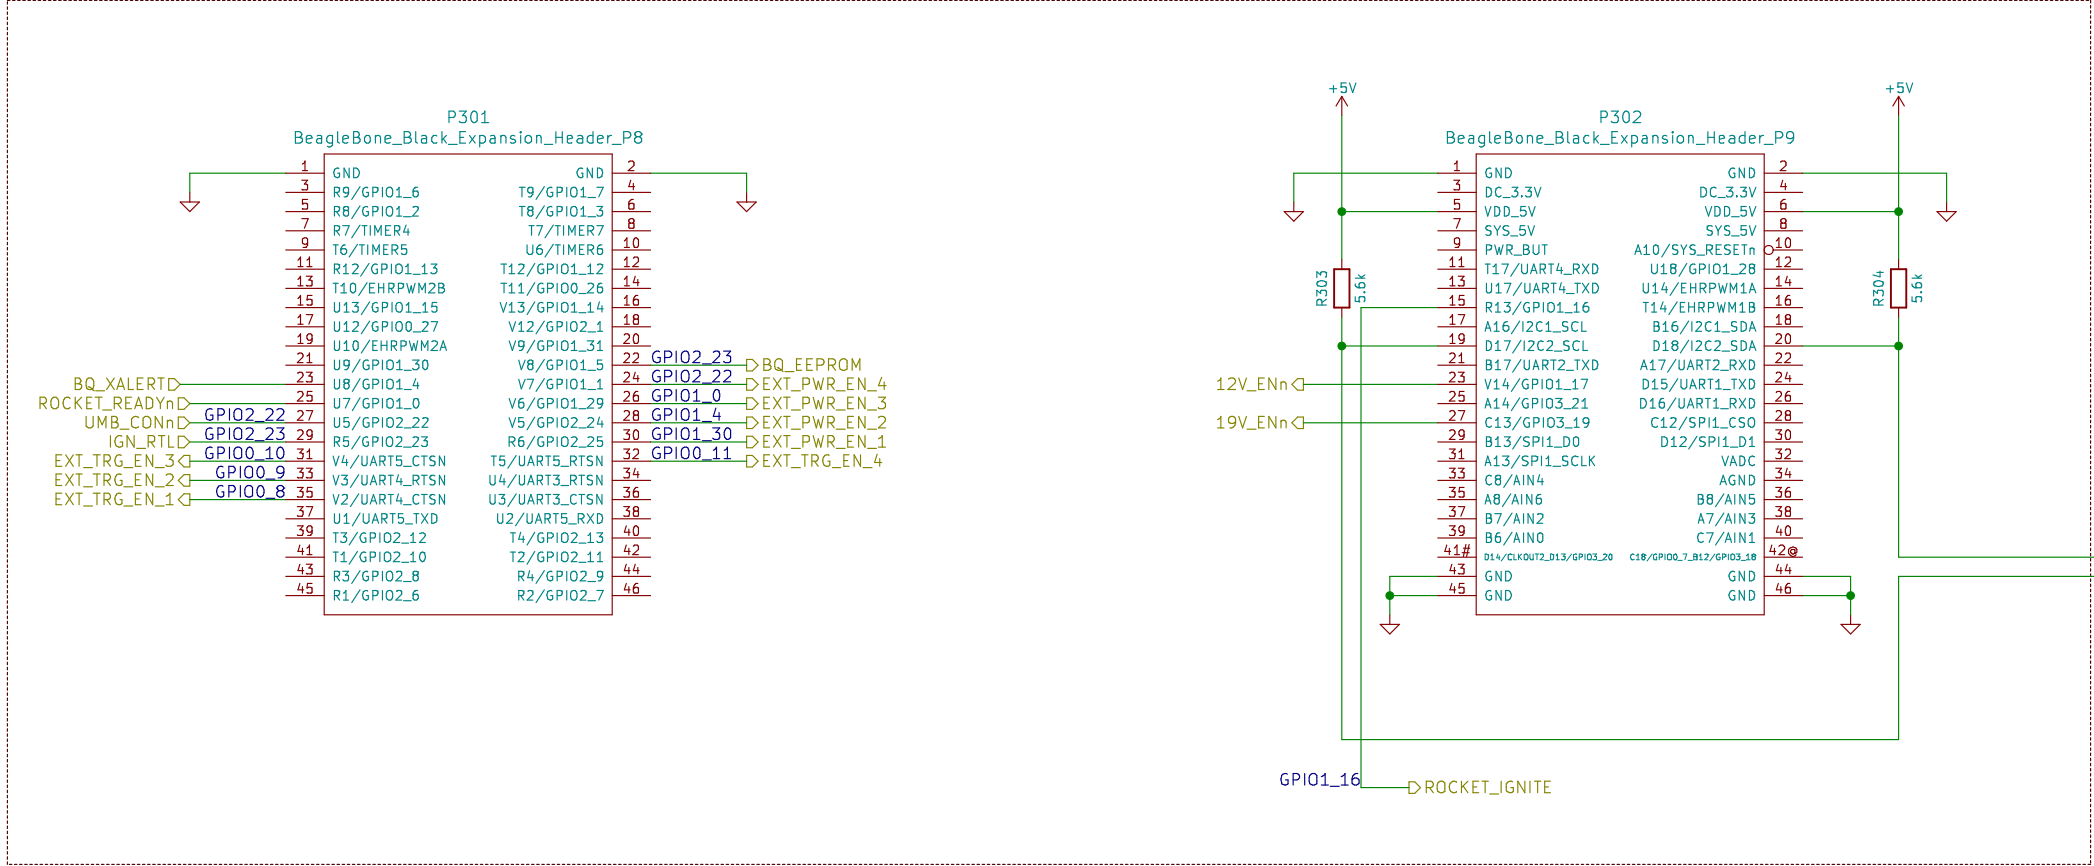 P301
BeagleBone_Black_Expansion_Header_P8
1 GND GND 2
3 R9/GPIO1_6 T9/GPIO1_7 4
5 R8/GPIO1_2 T8/GPIO1_3 6
7 R7/TIMER4 T7/TIMER7 8
9 T6/TIMER5 U6/TIMER6 10
11 R12/GPIO1_13 T12/GPIO1_12 12
13 T10/EHRPWM2B T11/GPIO0_26 14
15 U13/GPIO1_15 V13/GPIO1_14 16
17 U12/GPIO0_27 V12/GPIO2_1 18
19 U10/EHRPWM2A V9/GPIO1_31 20
21 U9/GPIO1_30 V8/GPIO1_5 22 GPIO2_23 BQ_EEPROM
BQ_XALERT 23 U8/GPIO1_4 V7/GPIO1_1 24 GPIO2_22 EXT_PWR_EN_4
ROCKET_READYn 25 U7/GPIO1_0 V6/GPIO1_29 26 GPIO1_0 EXT_PWR_EN_3
UMB_CONn GPIO2_22 27 U5/GPIO2_22 V5/GPIO2_24 28 GPIO1_4 EXT_PWR_EN_2
IGN_RTL GPIO2_23 29 R5/GPIO2_23 R6/GPIO2_25 30 GPIO1_30 EXT_PWR_EN_1
EXT_TRG_EN_3 GPIO0_10 31 V4/UART5_CTSN T5/UART5_RTSN 32 GPIO0_11 EXT_TRG_EN_4
EXT_TRG_EN_2 GPIO0_9 33 V3/UART4_RTSN U4/UART3_RTSN 34
EXT_TRG_EN_1 GPIO0_8 35 V2/UART4_CTSN U3/UART3_CTSN 36
37 U1/UART5_TXD U2/UART5_RXD 38
39 T3/GPIO2_12 T4/GPIO2_13 40
41 T1/GPIO2_10 T2/GPIO2_11 42
43 R3/GPIO2_8 R4/GPIO2_9 44
45 R1/GPIO2_6 R2/GPIO2_7 46
+5V +5V
P302
BeagleBone_Black_Expansion_Header_P9
1 GND GND 2
3 DC_3.3V DC_3.3V 4
5 VDD_5V VDD_5V 6
7 SYS_5V SYS_5V 8
9 PWR_BUT A10/SYS_RESETn 10
11 T17/UART4_RXD U18/GPIO1_28 12
R303 5.6k 13 U17/UART4_TXD U14/EHRPWM1A 14 R304 5.6k
15 R13/GPIO1_16 T14/EHRPWM1B 16
17 A16/I2C1_SCL B16/I2C1_SDA 18
19 D17/I2C2_SCL D18/I2C2_SDA 20
21 B17/UART2_TXD A17/UART2_RXD 22
12V_ENn 23 V14/GPIO1_17 D15/UART1_TXD 24
25 A14/GPIO3_21 D16/UART1_RXD 26
19V_ENn 27 C13/GPIO3_19 C12/SPI1_CSO 28
29 B13/SPI1_D0 D12/SPI1_D1 30
31 A13/SPI1_SCLK VADC 32
33 C8/AIN4 AGND 34
35 A8/AIN6 B8/AIN5 36
37 B7/AIN2 A7/AIN3 38
39 B6/AIN0 C7/AIN1 40
41# D14/CLKOUT2_D13/GPIO3_20 C18/GPIO0_7_B12/GPIO3_18 42@
43 GND GND 44
45 GND GND 46
GPIO1_16 ROCKET_IGNITE